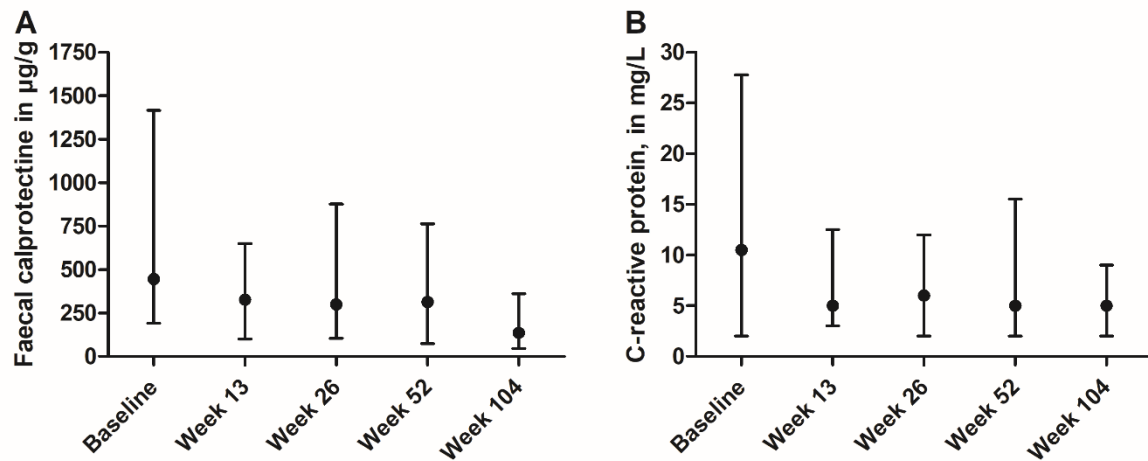 A
Faecal calprotectine in µg/g
1750
1500
1250
1000
750
500
250
0
Baseline
Week 13
Week 26
Week 52
Week 104
B
C-reactive protein, in mg/L
30
25
20
15
10
5
0
Baseline
Week 13
Week 26
Week 52
Week 104